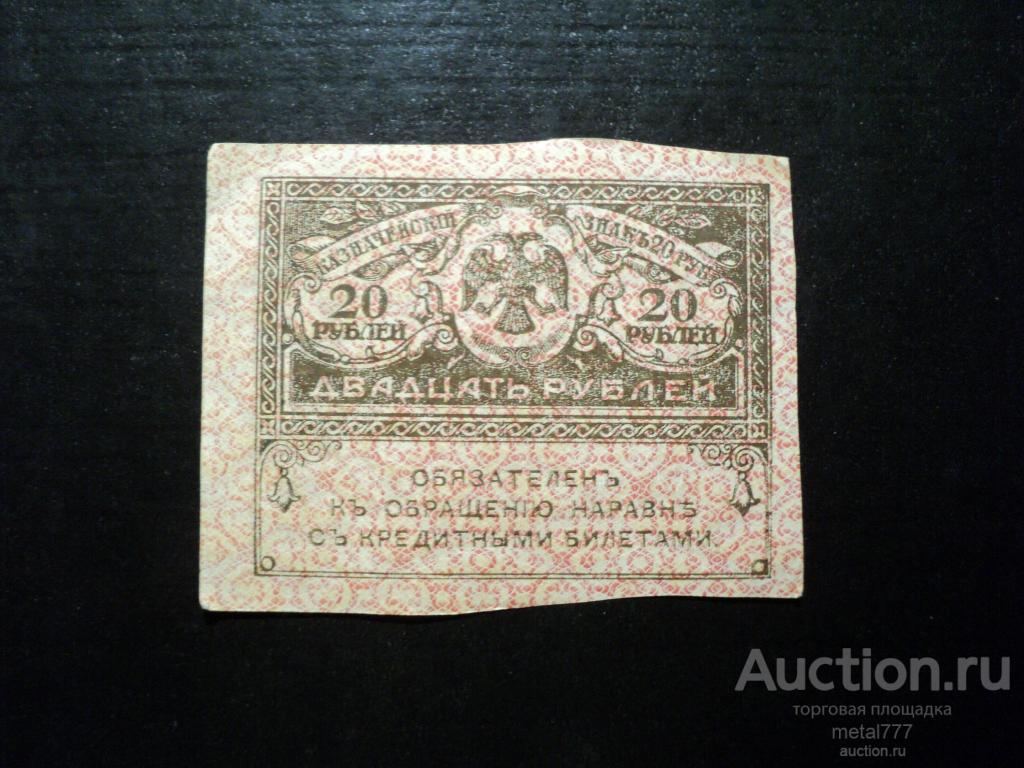 КАЗНАЧЕЙСКІЙ ЗНАКЪ 20 РУБ.
20 РУБЛЕЙ
20 РУБЛЕЙ
ДВАДЦАТЬ РУБЛЕЙ
ОБЯЗАТЕЛЕНЪ
КЪ ОБРАЩЕНІЮ НАРАВНѢ
СЪ КРЕДИТНЫМИ БИЛЕТАМИ.
Auction.ru
торговая площадка
metal777
auction.ru